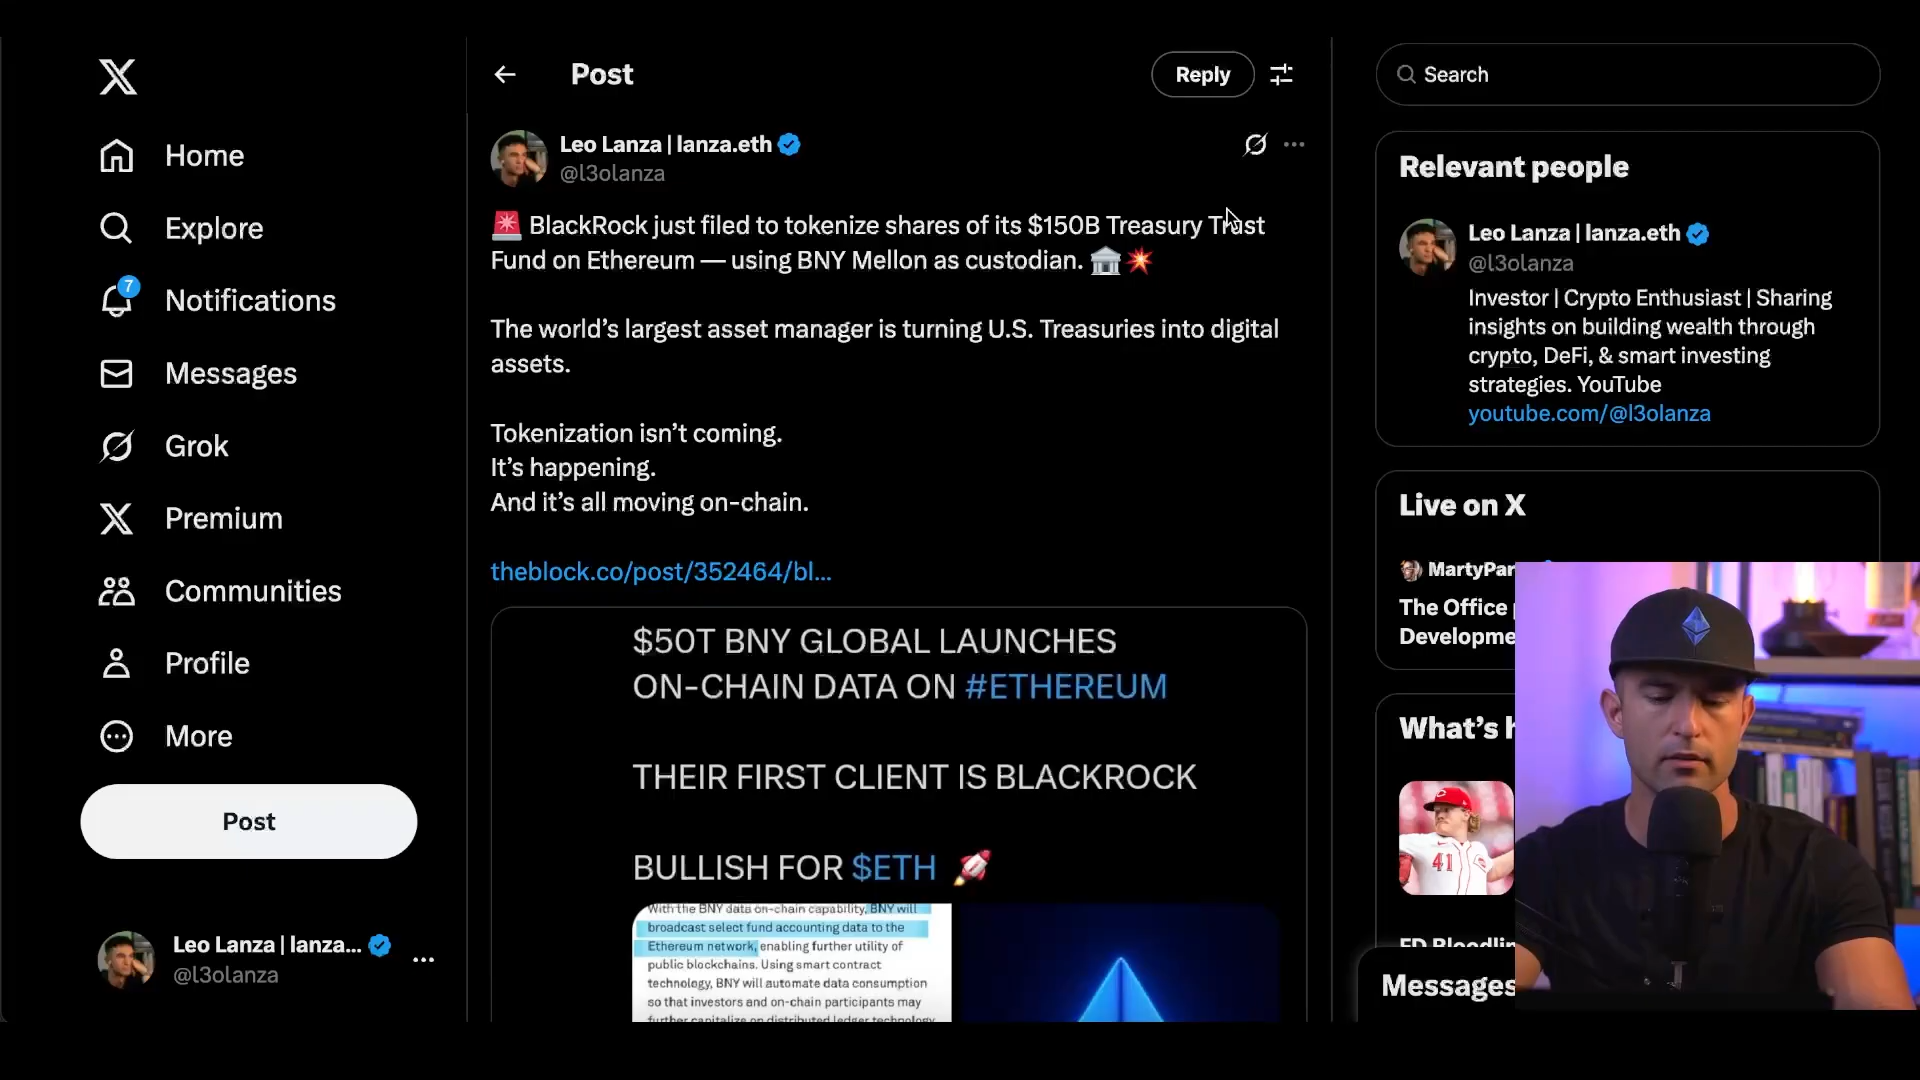 Home
Explore
7
Notifications
Messages
Grok
Premium
Communities
Profile
More
Post
Leo Lanza | lanza...
@l3olanza
Post
Reply
Leo Lanza | lanza.eth
@l3olanza
BlackRock just filed to tokenize shares of its $150B Treasury Trust
Fund on Ethereum — using BNY Mellon as custodian.
The world’s largest asset manager is turning U.S. Treasuries into digital
assets.
Tokenization isn’t coming.
It’s happening.
And it’s all moving on-chain.
theblock.co/post/352464/bl...
$50T BNY GLOBAL LAUNCHES
ON-CHAIN DATA ON #ETHEREUM
THEIR FIRST CLIENT IS BLACKROCK
BULLISH FOR $ETH
With the BNY data on-chain capability, BNY will
broadcast select fund accounting data to the
Ethereum network, enabling further utility of
public blockchains. Using smart contract
technology, BNY will automate data consumption
so that investors and on-chain participants may
further capitalize on distributed ledger technology
Search
Relevant people
Leo Lanza | lanza.eth
@l3olanza
Investor | Crypto Enthusiast | Sharing
insights on building wealth through
crypto, DeFi, & smart investing
strategies. YouTube
youtube.com/@l3olanza
Live on X
MartyPar
The Office
Developme
What’s h
41
Messages